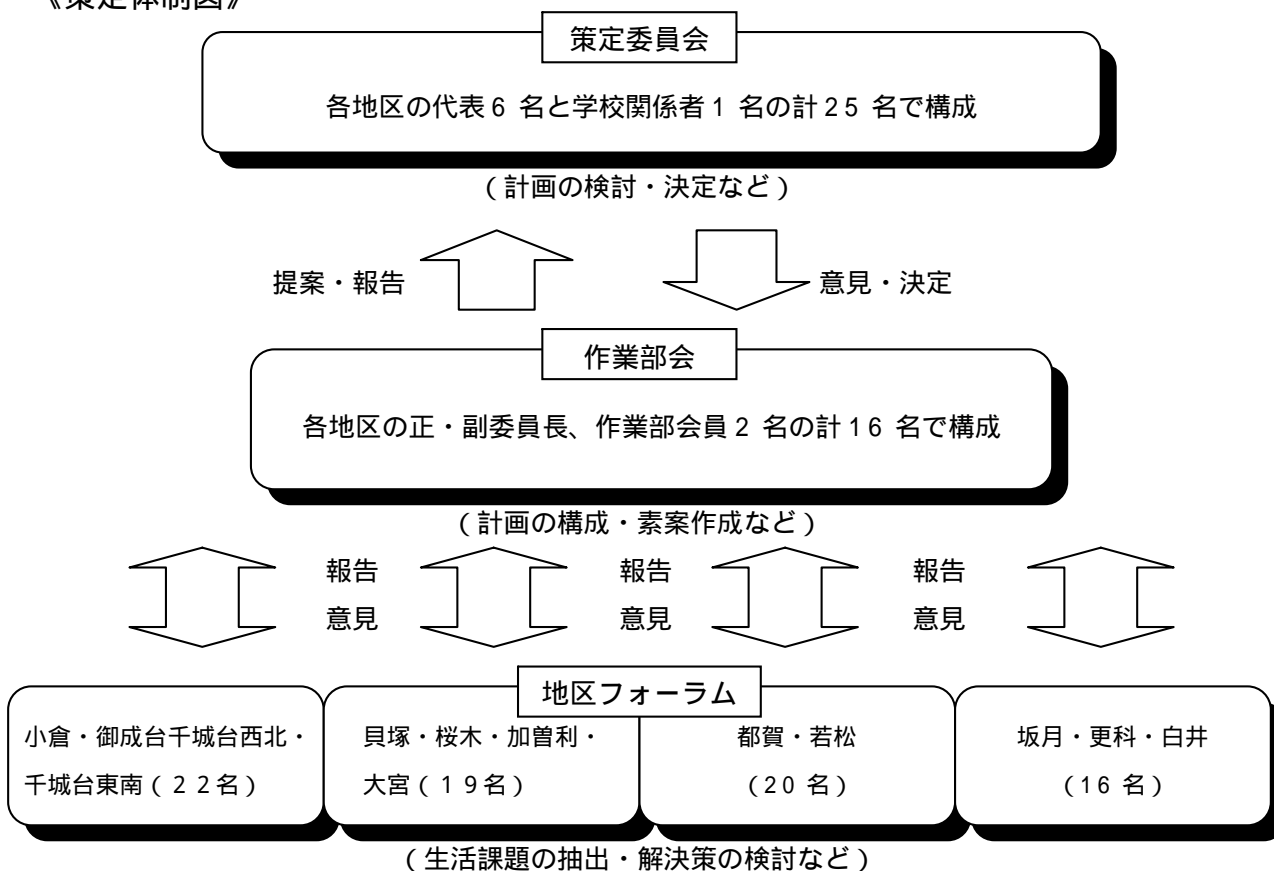 《策定体制図》
策定委員会
各地区の代表6名と学校関係者1名の計25名で構成
(計画の検討・決定など)
提案・報告
意見・決定
作業部会
各地区の正・副委員長、作業部会員2名の計16名で構成
(計画の構成・素案作成など)
報告
意見
報告
意見
報告
意見
地区フォーラム
小倉・御成台千城台西北・
千城台東南(22名)
貝塚・桜木・加曽利・
大宮(19名)
都賀・若松
(20名)
坂月・更科・白井
(16名)
(生活課題の抽出・解決策の検討など)